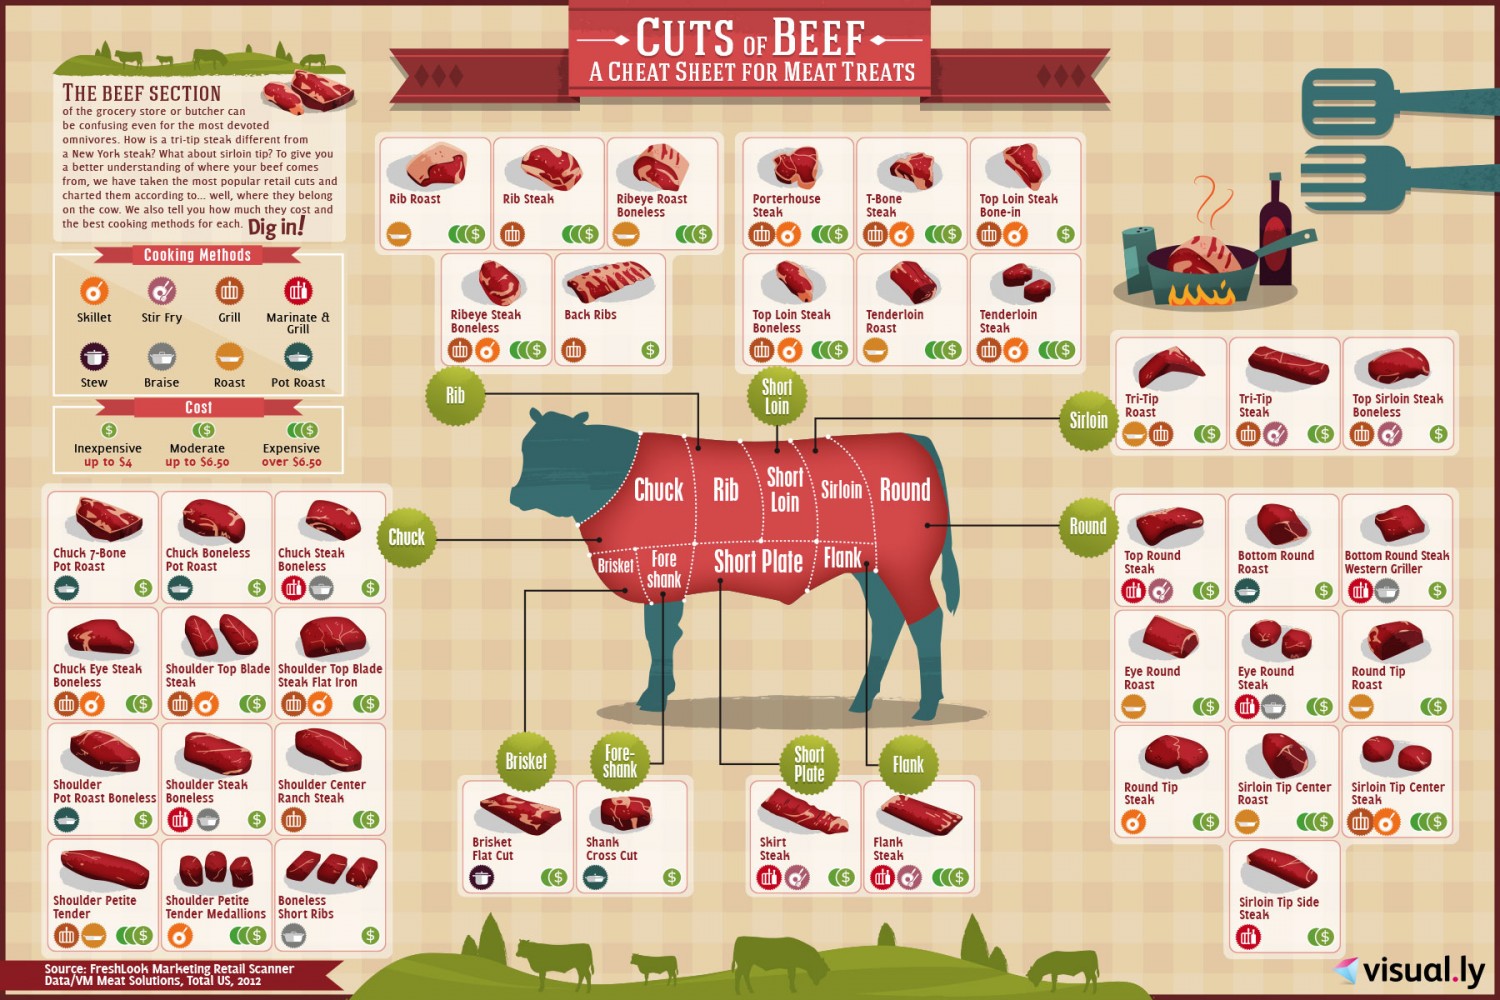 CUTS OF BEEF
A CHEAT SHEET FOR MEAT TREATS
THE BEEF SECTION
of the grocery store or butcher can
be confusing even for the most devoted
omnivores. How is a tri-tip steak different from
a New York steak? What about sirloin tip? To give you
a better understanding of where your beef comes
from, we have taken the most popular retail cuts and
charted them according to... well, where they belong
on the cow. We also tell you how much they cost and
the best cooking methods for each. Dig in!
Cooking Methods
Skillet
Stir Fry
Grill
Marinate &
Grill
Stew
Braise
Roast
Pot Roast
Cost
$
$
$
Inexpensive
up to $4
Moderate
up to $6.50
Expensive
over $6.50
Rib Roast
$
Rib Steak
$
Ribeye Roast
Boneless
$
Ribeye Steak
Boneless
$
Back Ribs
$
Rib
Porterhouse
Steak
$
T-Bone
Steak
$
Top Loin Steak
Bone-in
$
Top Loin Steak
Boneless
$
Tenderloin
Roast
$
Tenderloin
Steak
$
Short
Loin
Sirloin
Tri-Tip
Roast
$
Tri-Tip
Steak
$
Top Sirloin Steak
Boneless
$
Chuck
Rib
Short
Loin
Sirloin
Round
Brisket
Fore
shank
Short Plate
Flank
Chuck
Chuck 7-Bone
Pot Roast
$
Chuck Boneless
Pot Roast
$
Chuck Steak
Boneless
$
Chuck Eye Steak
Boneless
$
Shoulder Top Blade
Steak
$
Shoulder Top Blade
Steak Flat Iron
$
Shoulder
Pot Roast Boneless
$
Shoulder Steak
Boneless
$
Shoulder Center
Ranch Steak
$
Shoulder Petite
Tender
$
Shoulder Petite
Tender Medallions
$
Boneless
Short Ribs
$
Round
Top Round
Steak
$
Bottom Round
Roast
$
Bottom Round Steak
Western Griller
$
Eye Round
Roast
$
Eye Round
Steak
$
Round Tip
Roast
$
Round Tip
Steak
$
Sirloin Tip Center
Roast
$
Sirloin Tip Center
Steak
$
Sirloin Tip Side
Steak
$
Brisket
Brisket
Flat Cut
$
Fore-
shank
Shank
Cross Cut
$
Short
Plate
Skirt
Steak
$
Flank
Flank
Steak
$
Source: FreshLook Marketing Retail Scanner
Data/VM Meat Solutions, Total US, 2012
visual.ly